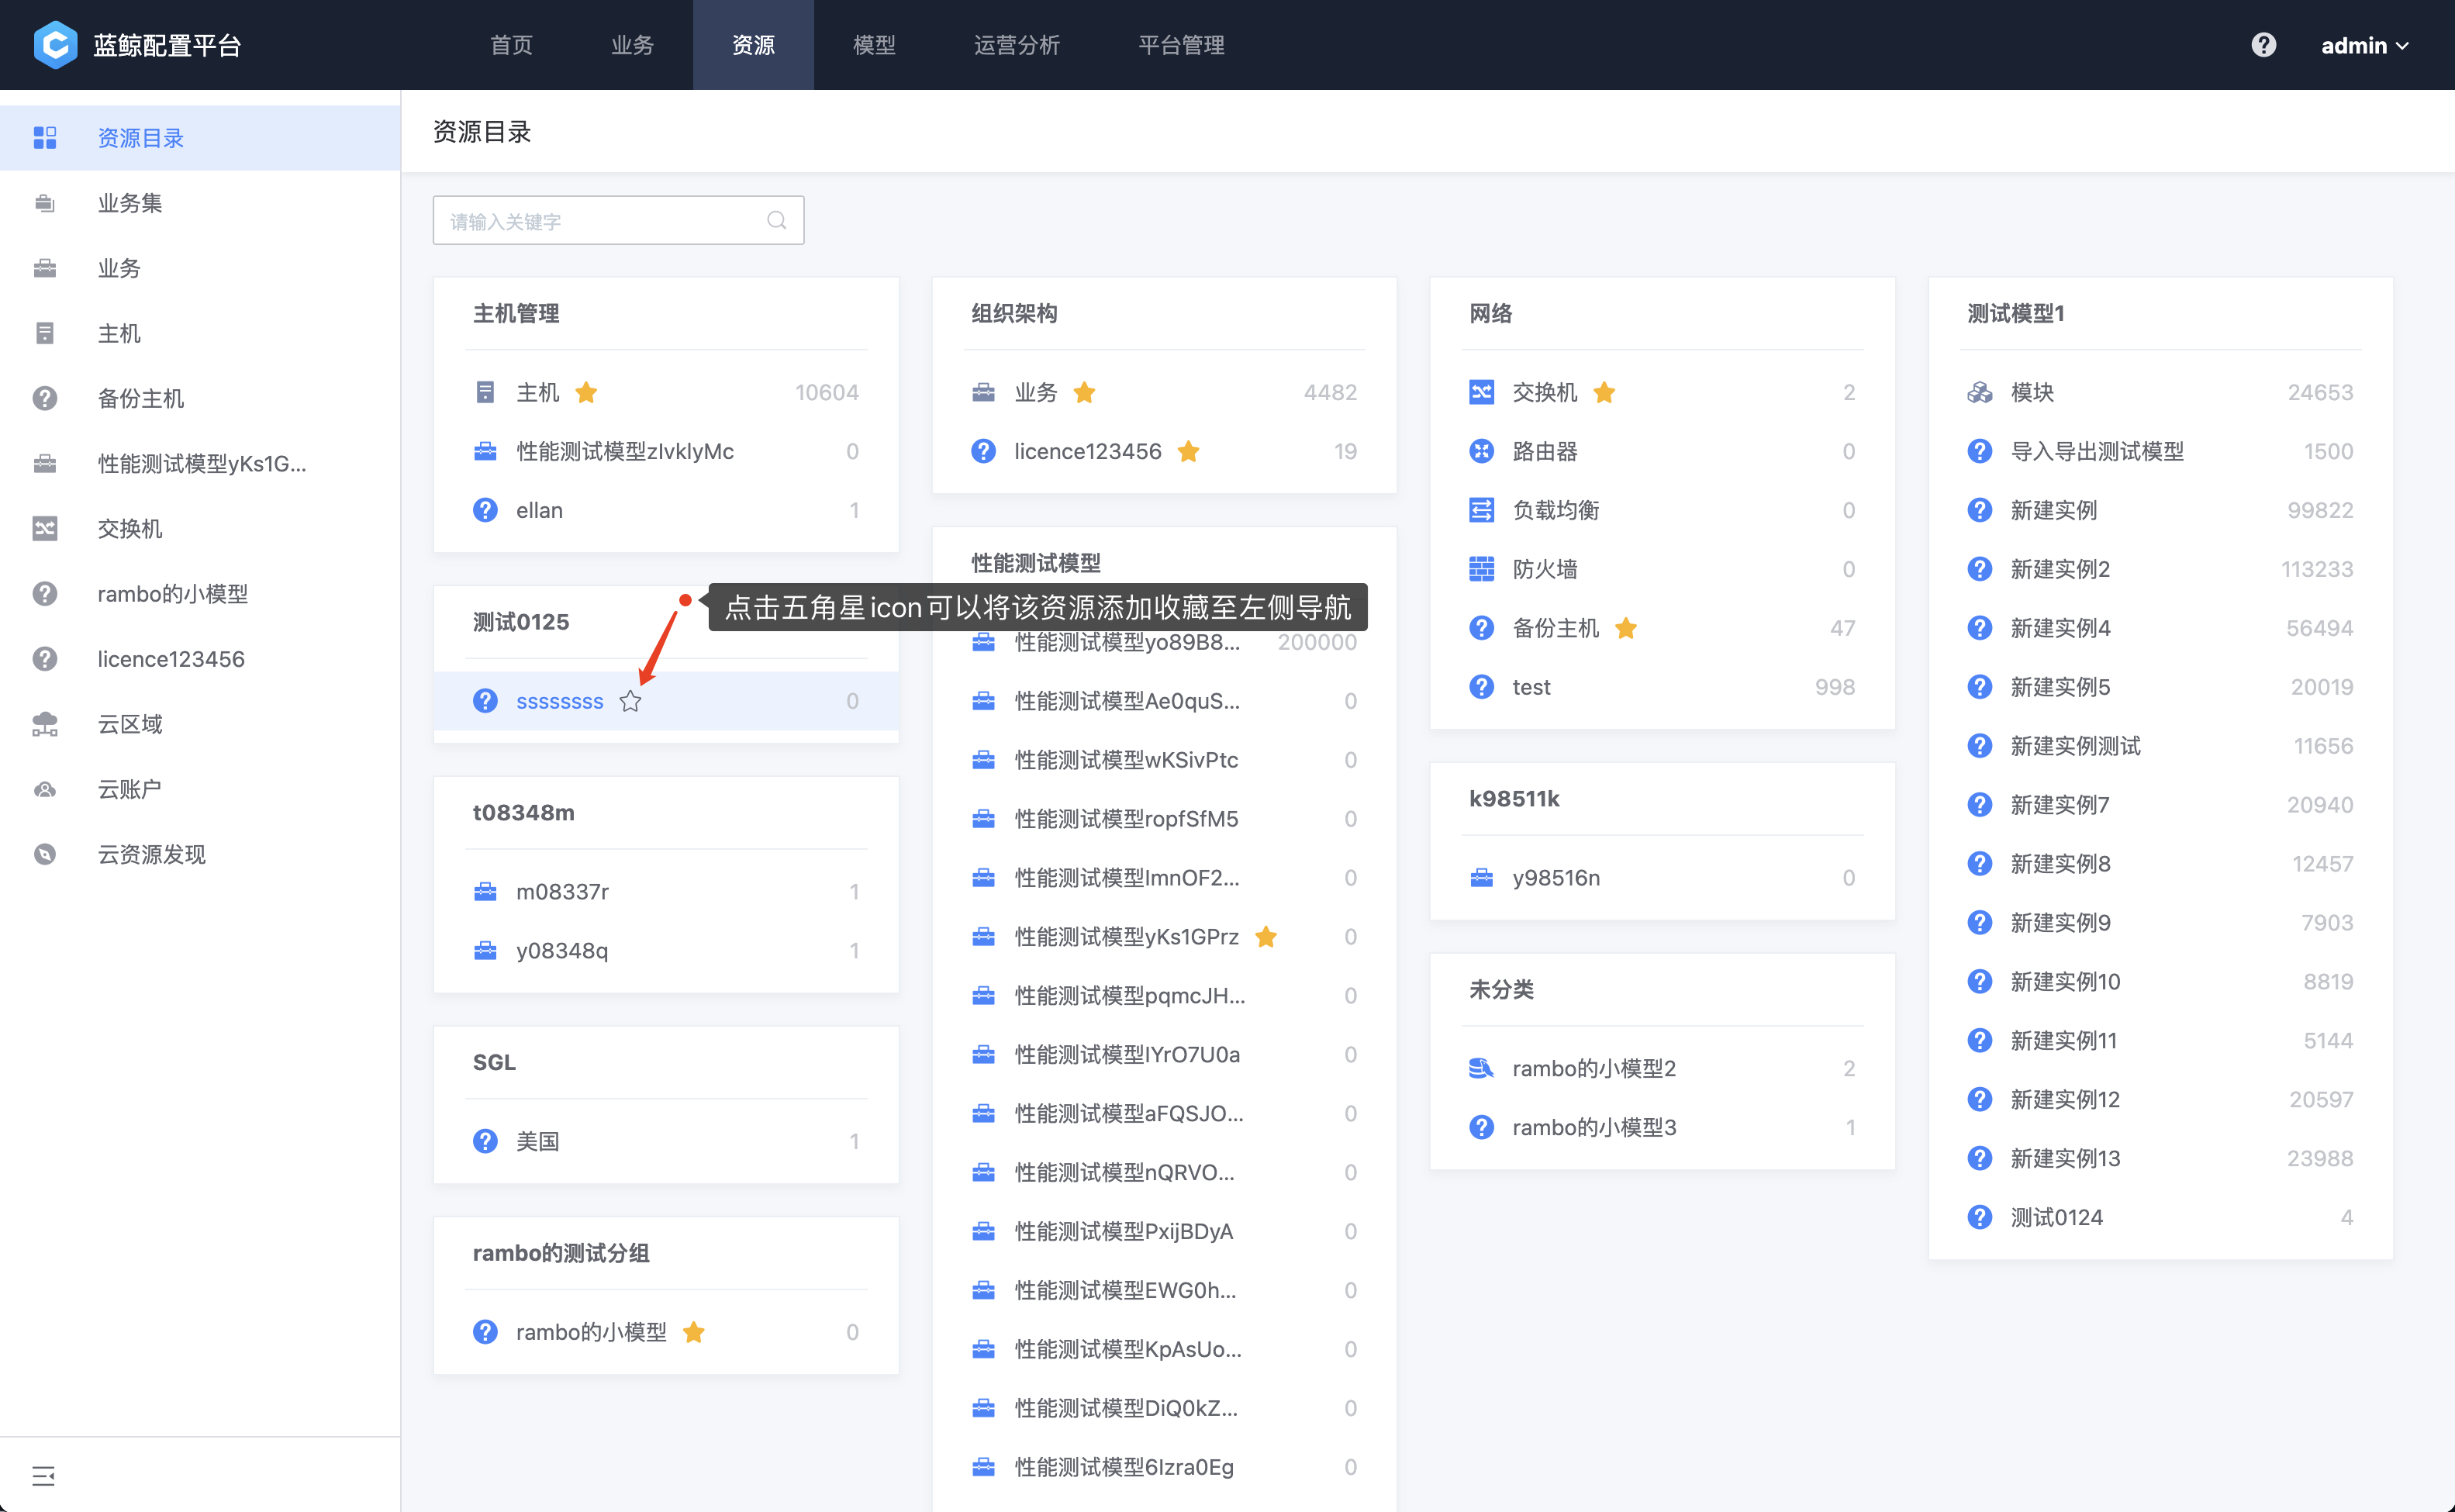 蓝鲸配置平台
首页
业务
资源
模型
运营分析
平台管理
admin
资源目录
业务集
业务
主机
备份主机
性能测试模型yKs1G...
交换机
rambo的小模型
licence123456
云区域
云账户
云资源发现
资源目录
请输入关键字
主机管理
主机 10604
性能测试模型zIvklyMc 0
ellan 1
测试0125
点击五角星icon可以将该资源添加收藏至左侧导航
ssssssss 0
t08348m
m08337r 1
y08348q 1
SGL
美国 1
rambo的测试分组
rambo的小模型 0
组织架构
业务 4482
licence123456 19
性能测试模型
性能测试模型yo89B8... 200000
性能测试模型Ae0quS... 0
性能测试模型wKSivPtc 0
性能测试模型ropfSfM5 0
性能测试模型ImnOF2... 0
性能测试模型yKs1GPrz 0
性能测试模型pqmcJH... 0
性能测试模型IYrO7U0a 0
性能测试模型aFQSJO... 0
性能测试模型nQRVO... 0
性能测试模型PxijBDyA 0
性能测试模型EWG0h... 0
性能测试模型KpAsUo... 0
性能测试模型DiQ0kZ... 0
性能测试模型6Izra0Eg 0
网络
交换机 2
路由器 0
负载均衡 0
防火墙 0
备份主机 47
test 998
k98511k
y98516n 0
未分类
rambo的小模型2 2
rambo的小模型3 1
测试模型1
模块 24653
导入导出测试模型 1500
新建实例 99822
新建实例2 113233
新建实例4 56494
新建实例5 20019
新建实例测试 11656
新建实例7 20940
新建实例8 12457
新建实例9 7903
新建实例10 8819
新建实例11 5144
新建实例12 20597
新建实例13 23988
测试0124 4